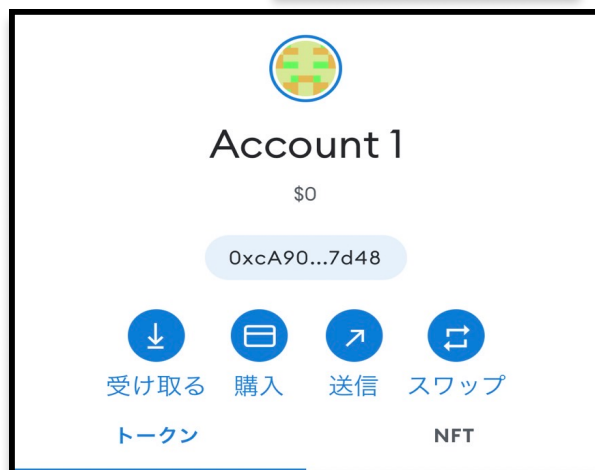 Account 1
$0
0xcA90...7d48
受け取る 購入 送信 スワップ
トークン NFT